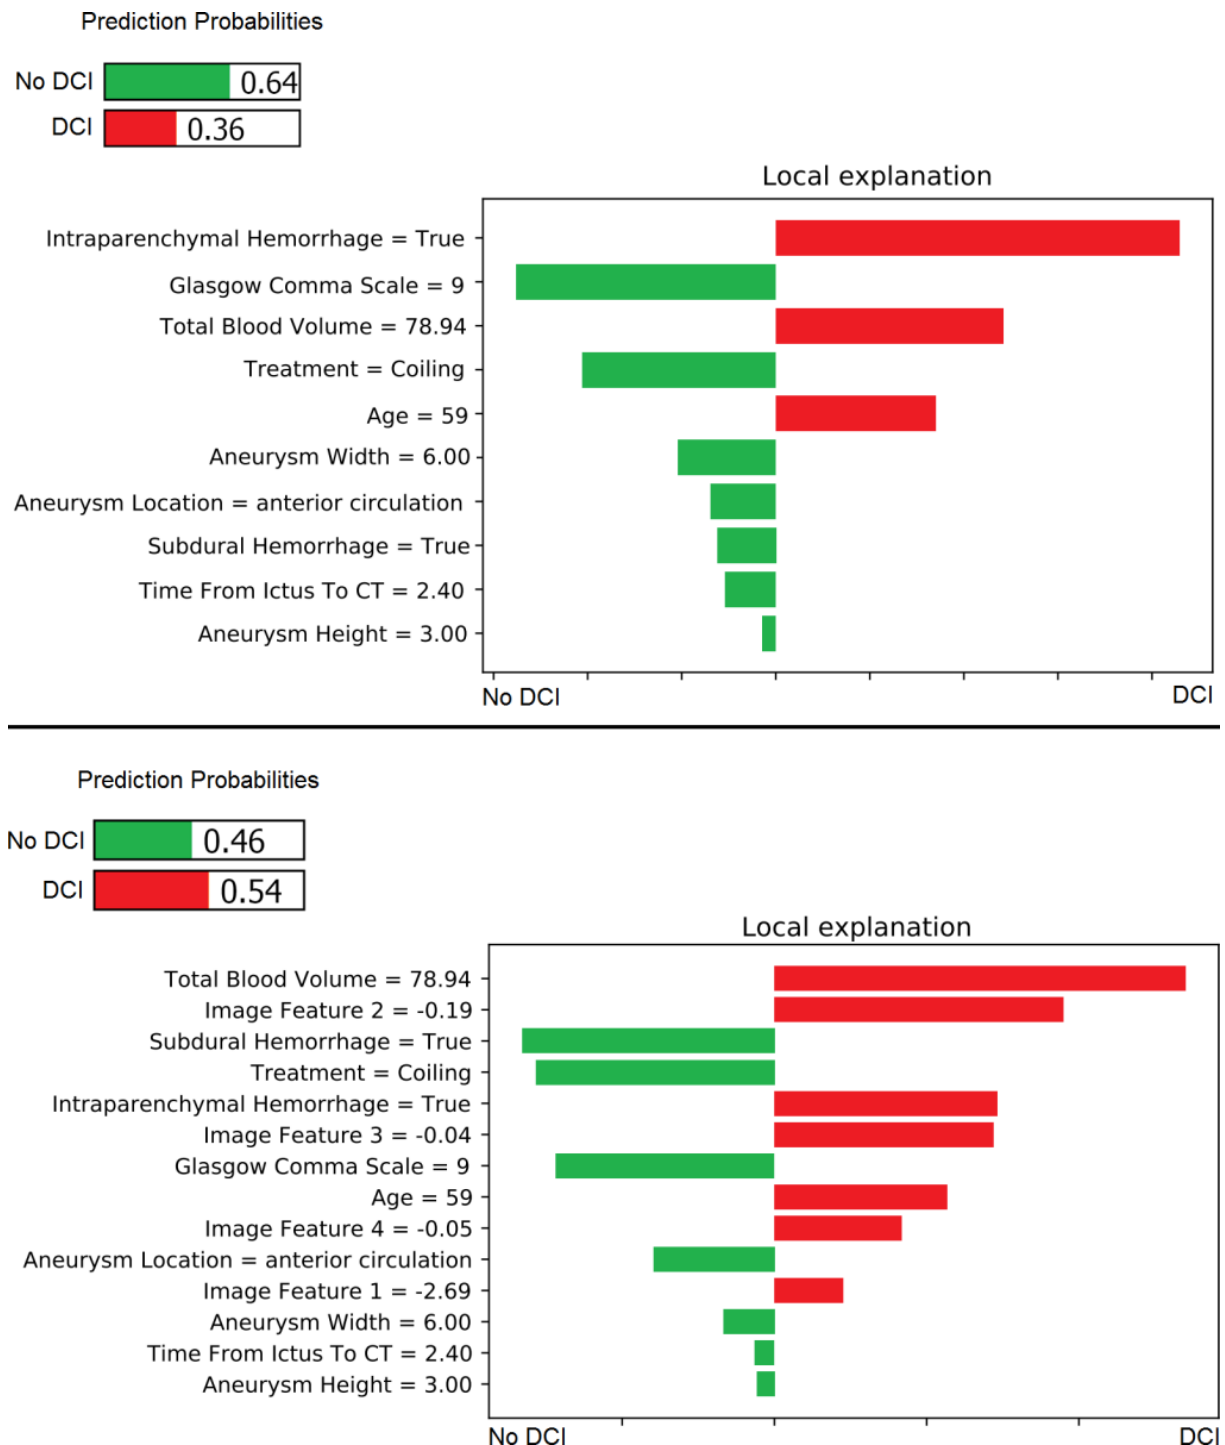 Prediction Probabilities
No DCI 0.64
DCI 0.36
Local explanation
Intraparenchymal Hemorrhage = True
Glasgow Comma Scale = 9
Total Blood Volume = 78.94
Treatment = Coiling
Age = 59
Aneurysm Width = 6.00
Aneurysm Location = anterior circulation
Subdural Hemorrhage = True
Time From Ictus To CT = 2.40
Aneurysm Height = 3.00
No DCI DCI
Prediction Probabilities
No DCI 0.46
DCI 0.54
Local explanation
Total Blood Volume = 78.94
Image Feature 2 = -0.19
Subdural Hemorrhage = True
Treatment = Coiling
Intraparenchymal Hemorrhage = True
Image Feature 3 = -0.04
Glasgow Comma Scale = 9
Age = 59
Image Feature 4 = -0.05
Aneurysm Location = anterior circulation
Image Feature 1 = -2.69
Aneurysm Width = 6.00
Time From Ictus To CT = 2.40
Aneurysm Height = 3.00
No DCI DCI